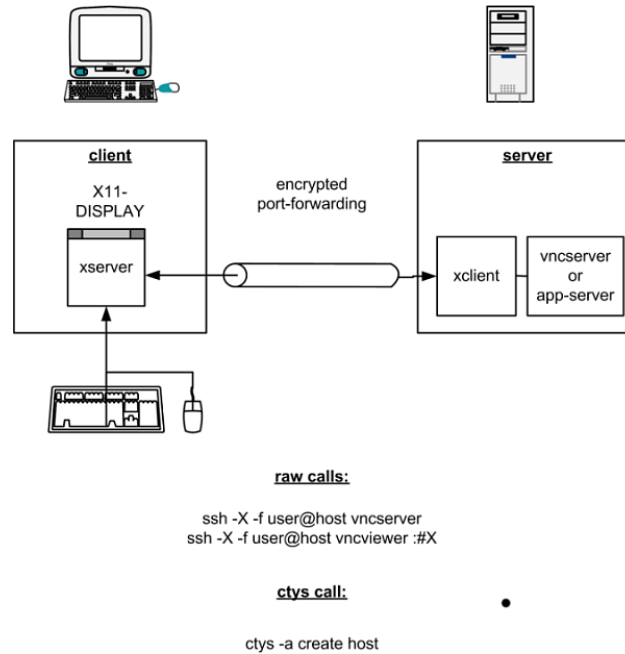 client
server
X11-
DISPLAY
encrypted
port-forwarding
xserver
xclient
vncserver
or
app-server
raw calls:
ssh -X -f user@host vncserver
ssh -X -f user@host vncviewer :#X
ctys call:
ctys -a create host